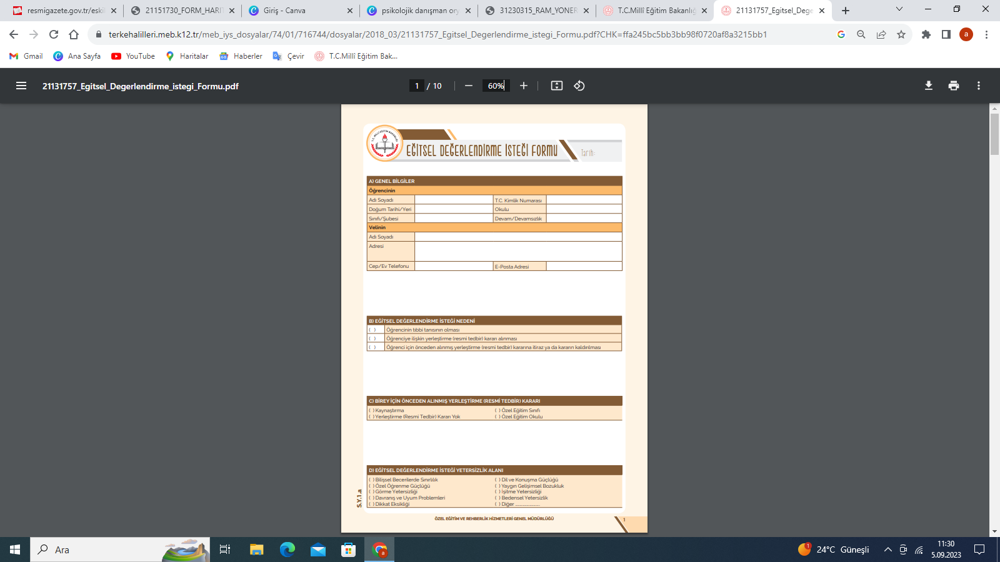 resmigazete.gov.tr/eski
21151730_FORM_HARIT
Giriş - Canva
psikolojik danışman ory
31230315_RAM_YONER
T.C.Millî Eğitim Bakanlığ
21131757_Egitsel_Dege
terkehalilleri.meb.k12.tr/meb_iys_dosyalar/74/01/716744/dosyalar/2018_03/21131757_Egitsel_Degerlendirme_istegi_Formu.pdf?CHK=ffa245bc5bb3bb98f0720af8a3215bb1
a
Gmail
Ana Sayfa
YouTube
Haritalar
Haberler
Çevir
T.C.Millî Eğitim Bak...
21131757_Egitsel_Degerlendirme_istegi_Formu.pdf
1 / 10
60%
T.C. MİLLÎ EĞİTİM BAKANLIĞI
EĞİTSEL DEĞERLENDİRME İSTEĞİ FORMU
Tarih:
A) GENEL BİLGİLER
Öğrencinin
Adı Soyadı
T.C. Kimlik Numarası
Doğum Tarihi/Yeri
Okulu
Sınıfı/Şubesi
Devam/Devamsızlık
Velinin
Adı Soyadı
Adresi
Cep/Ev Telefonu
E-Posta Adresi
B) EĞİTSEL DEĞERLENDİRME İSTEĞİ NEDENİ
( ) Öğrencinin tıbbi tanısının olması
( ) Öğrenciye ilişkin yerleştirme (resmi tedbir) kararı alınması
( ) Öğrenci için önceden alınmış yerleştirme (resmi tedbir) kararına itiraz ya da kararın kaldırılması
C) BİREY İÇİN ÖNCEDEN ALINMIŞ YERLEŞTİRME (RESMİ TEDBİR) KARARI
( ) Kaynaştırma
( ) Özel Eğitim Sınıfı
( ) Yerleştirme (Resmi Tedbir) Kararı Yok
( ) Özel Eğitim Okulu
D) EĞİTSEL DEĞERLENDİRME İSTEĞİ YETERSİZLİK ALANI
( ) Bilişsel Becerilerde Sınırlılık
( ) Dil ve Konuşma Güçlüğü
( ) Özel Öğrenme Güçlüğü
( ) Yaygın Gelişimsel Bozukluk
( ) Görme Yetersizliği
( ) İşitme Yetersizliği
( ) Davranış ve Uyum Problemleri
( ) Bedensel Yetersizlik
( ) Dikkat Eksikliği
( ) Diğer ....................
S.Y.1.a
ÖZEL EĞİTİM VE REHBERLİK HİZMETLERİ GENEL MÜDÜRLÜĞÜ
1
Ara
a
1
24°C Güneşli
11:30
5.09.2023